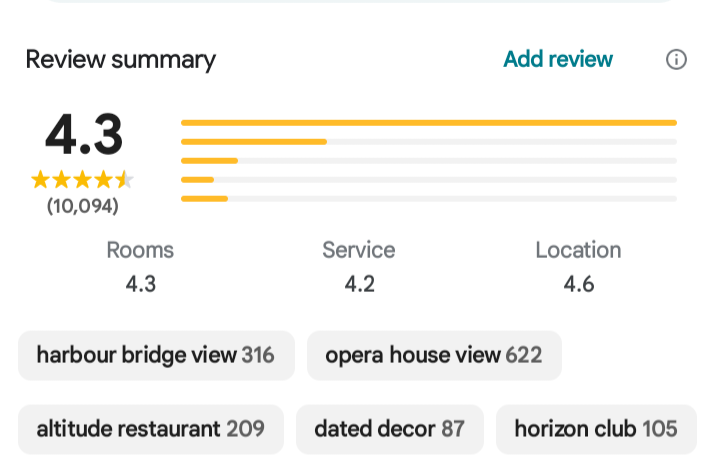 Review summary
Add review
4.3
(10,094)
Rooms
Service
Location
4.3
4.2
4.6
harbour bridge view 316
opera house view 622
altitude restaurant 209
dated decor 87
horizon club 105